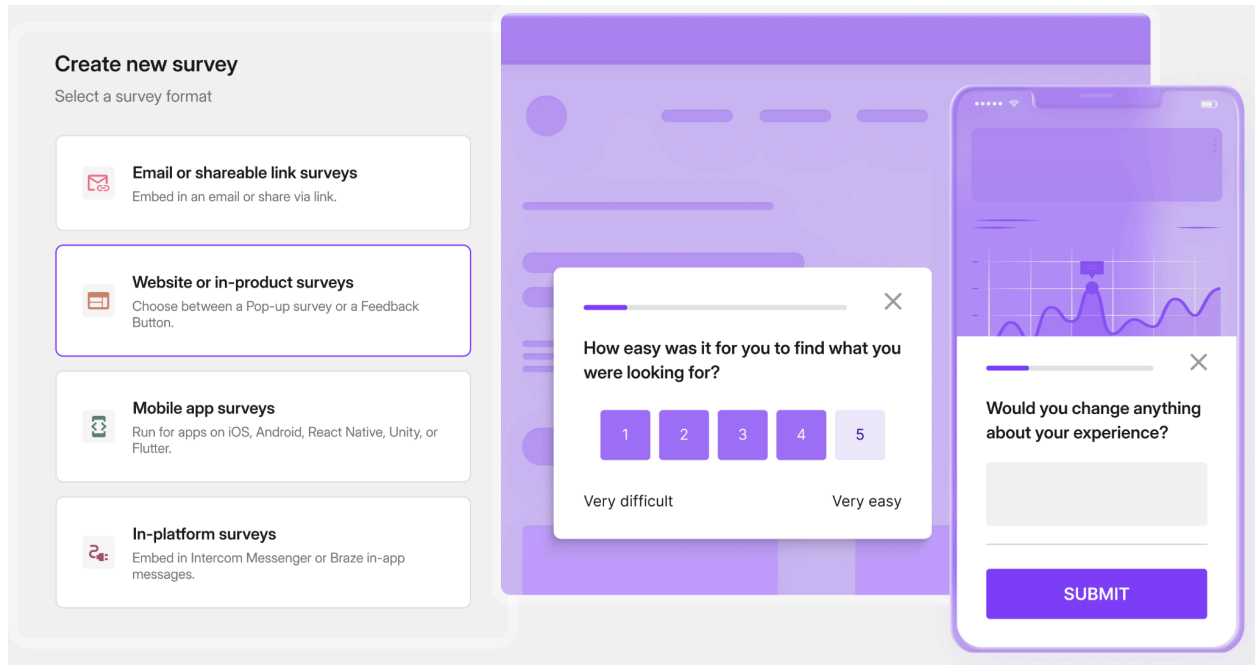 Create new survey
Select a survey format
Email or shareable link surveys
Embed in an email or share via link.
Website or in-product surveys
Choose between a Pop-up survey or a Feedback
Button.
Mobile app surveys
Run for apps on iOS, Android, React Native, Unity, or
Flutter.
In-platform surveys
Embed in Intercom Messenger or Braze in-app
messages.
How easy was it for you to find what you
were looking for?
1 2 3 4 5
Very difficult Very easy
Would you change anything
about your experience?
SUBMIT